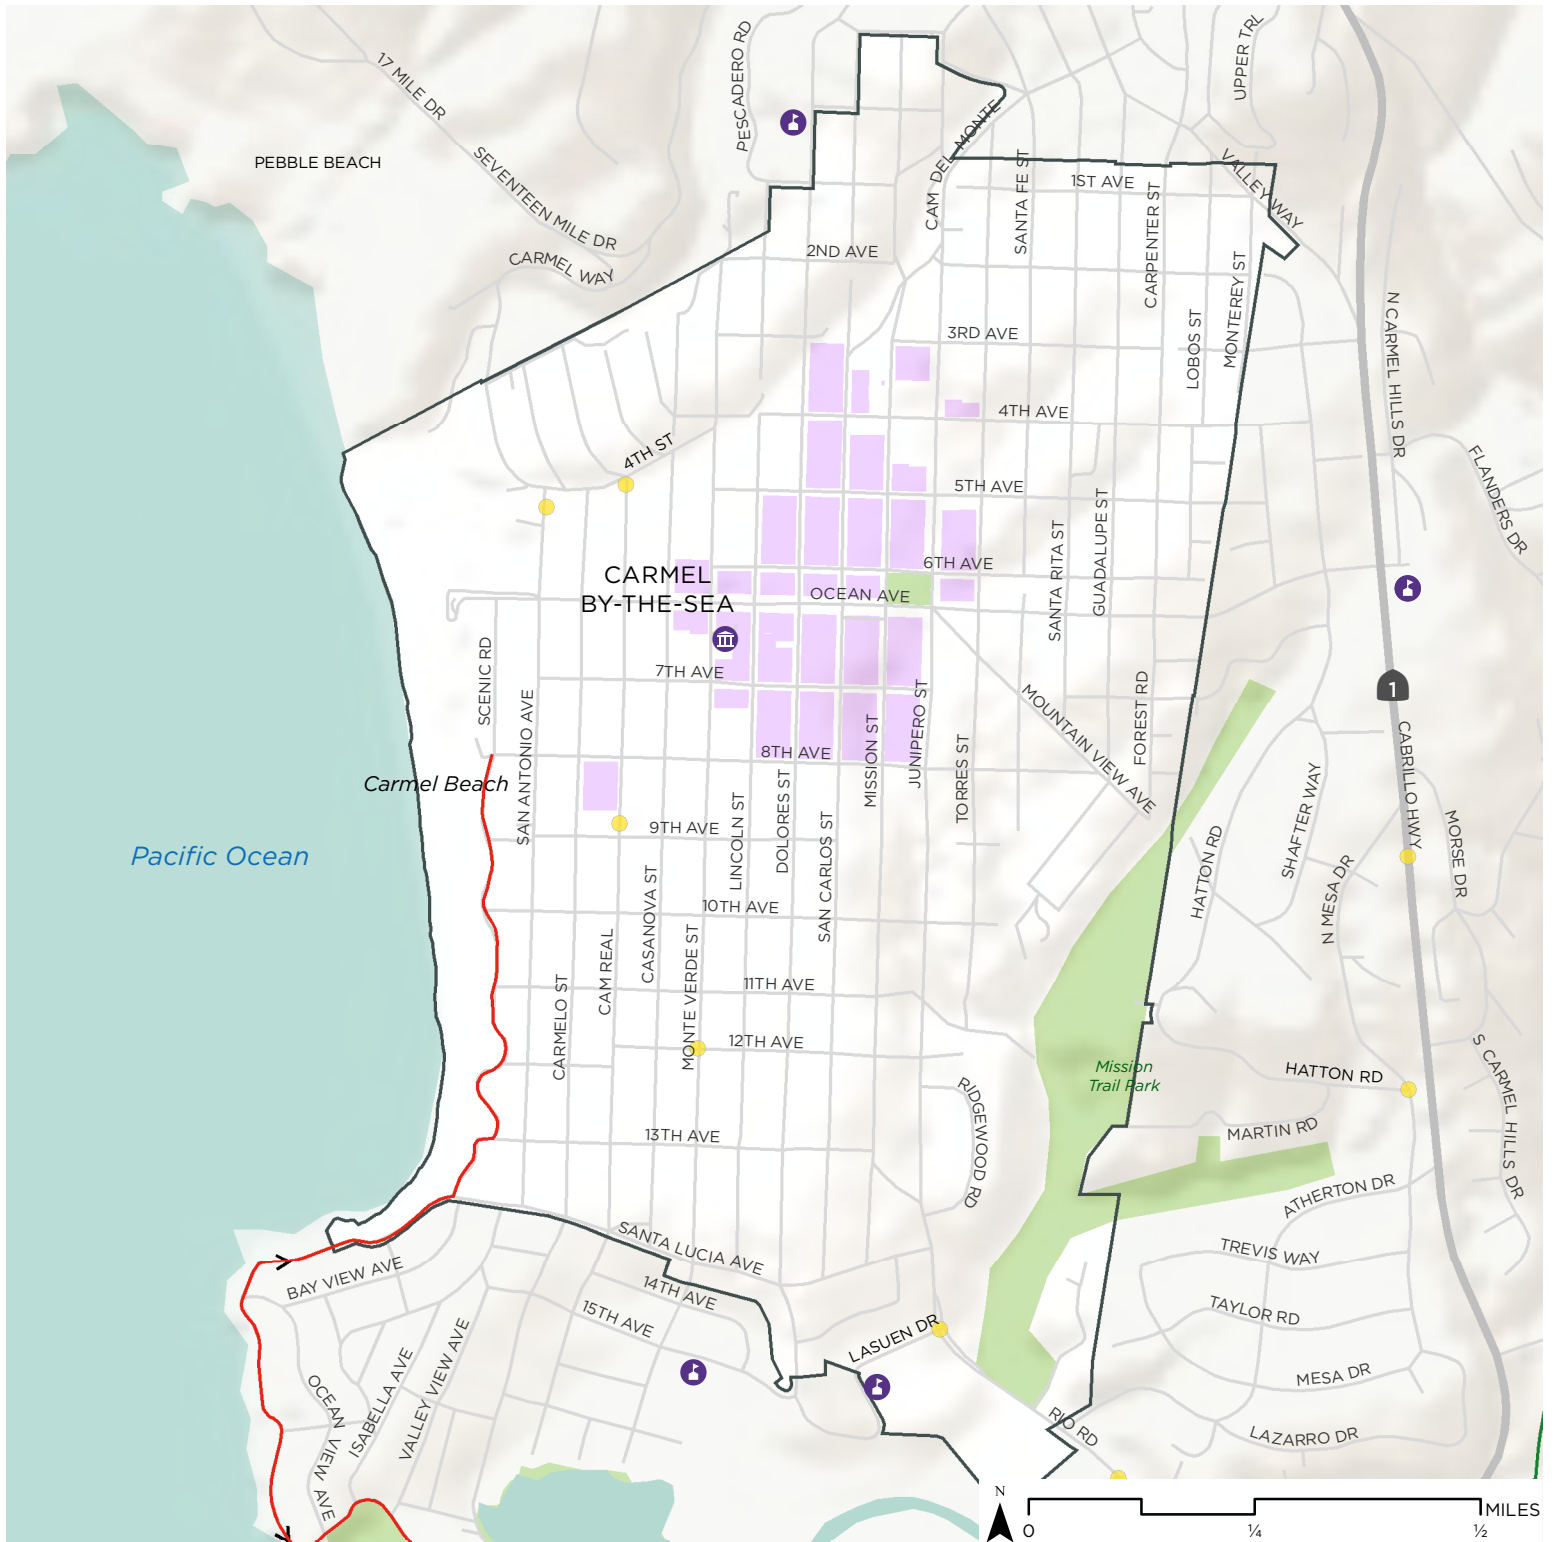 17 MILE DR
PESCADERO RD
UPPER TRL
PEBBLE BEACH
SEVENTEEN MILE DR
CARMEL WAY
CAM DEL MONTE
SANTA FE ST
1ST AVE
CARPENTER ST
VALLEY WAY
2ND AVE
MONTEREY ST
LOBOS ST
N CARMEL HILLS DR
3RD AVE
4TH AVE
4TH ST
FLANDERS DR
5TH AVE
SANTA RITA ST
GUADALUPE ST
6TH AVE
CARMEL
BY-THE-SEA
OCEAN AVE
SCENIC RD
SAN ANTONIO AVE
7TH AVE
MISSION ST
JUNIPERO ST
TORRES ST
MOUNTAIN VIEW AVE
FOREST RD
1
CABRILLO HWY
8TH AVE
Carmel Beach
SHAFTER WAY
HATTON RD
N MESA DR
MORSE DR
Pacific Ocean
9TH AVE
LINCOLN ST
DOLORES ST
SAN CARLOS ST
CASANOVA ST
10TH AVE
CAM REAL
MONTE VERDE ST
CARMELO ST
11TH AVE
12TH AVE
Mission
Trail Park
HATTON RD
S CARMEL HILLS DR
RIDGEWOOD RD
13TH AVE
MARTIN RD
ATHERTON DR
SANTA LUCIA AVE
TREVIS WAY
BAY VIEW AVE
14TH AVE
15TH AVE
TAYLOR RD
LASUEN DR
OCEAN VIEW AVE
ISABELLA AVE
VALLEY VIEW AVE
MESA DR
RIO RD
LAZARRO DR
N
0
¼
½
MILES